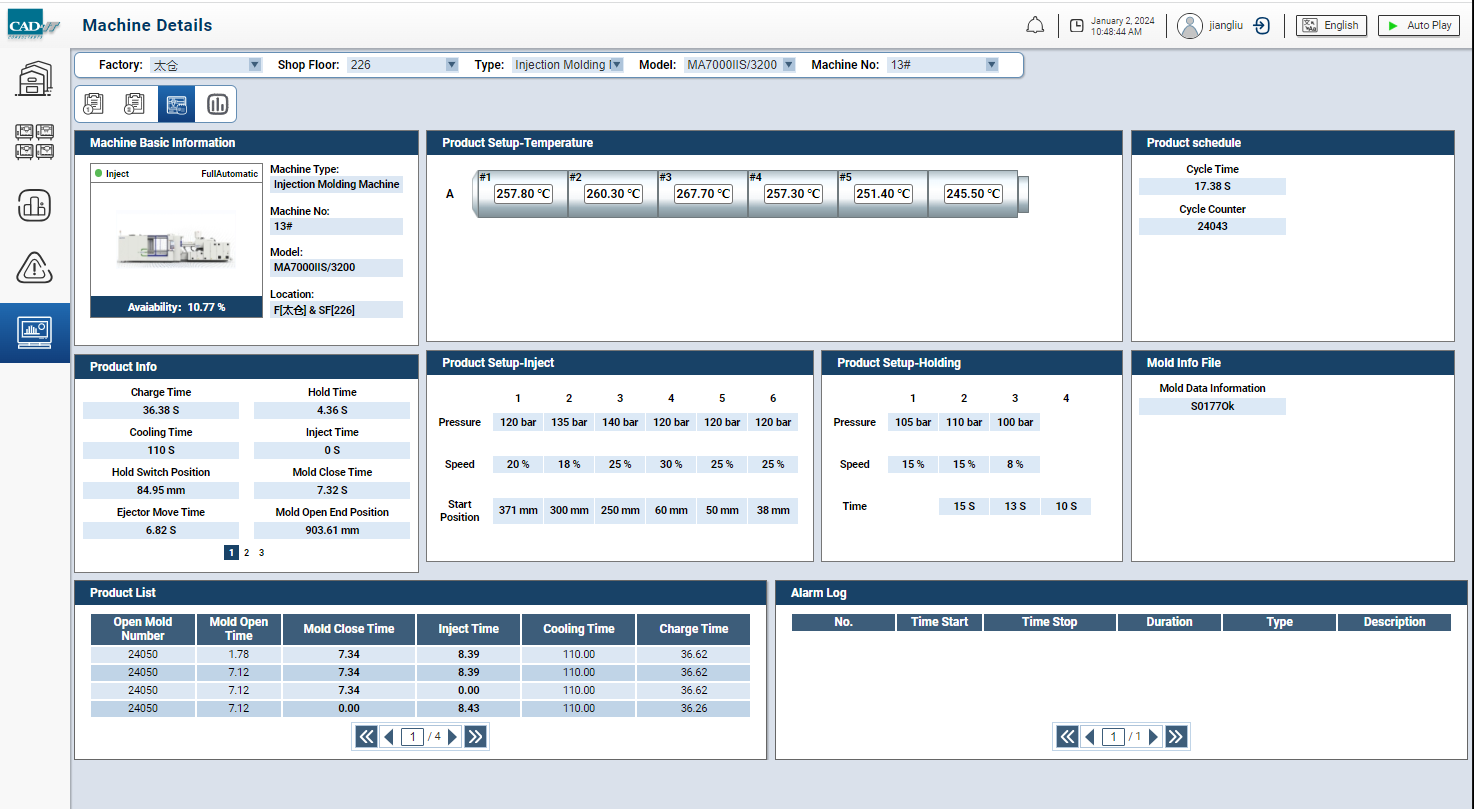 CAD-IT
CONSULTANTS
Machine Details
January 2, 2024
10:48:44 AM
jiangliu
English
Auto Play
Factory: 太仓 Shop Floor: 226 Type: Injection Molding Model: MA7000IIS/3200 Machine No: 13#
Machine Basic Information
Inject FullAutomatic
Avaiability: 10.77 %
Machine Type:
Injection Molding Machine
Machine No:
13#
Model:
MA7000IIS/3200
Location:
F[太仓] & SF[226]
Product Setup-Temperature
A
#1 #2 #3 #4 #5
257.80 ℃ 260.30 ℃ 267.70 ℃ 257.30 ℃ 251.40 ℃ 245.50 ℃
Product schedule
Cycle Time
17.38 S
Cycle Counter
24043
Product Info
Charge Time Hold Time
36.38 S 4.36 S
Cooling Time Inject Time
110 S 0 S
Hold Switch Position Mold Close Time
84.95 mm 7.32 S
Ejector Move Time Mold Open End Position
6.82 S 903.61 mm
1 2 3
Product Setup-Inject
1 2 3 4 5 6
Pressure 120 bar 135 bar 140 bar 120 bar 120 bar 120 bar
Speed 20 % 18 % 25 % 30 % 25 % 25 %
Start
Position 371 mm 300 mm 250 mm 60 mm 50 mm 38 mm
Product Setup-Holding
1 2 3 4
Pressure 105 bar 110 bar 100 bar
Speed 15 % 15 % 8 %
Time 15 S 13 S 10 S
Mold Info File
Mold Data Information
S0177Ok
Product List
Open Mold Number Mold Open Time Mold Close Time Inject Time Cooling Time Charge Time
24050 1.78 7.34 8.39 110.00 36.62
24050 7.12 7.34 8.39 110.00 36.62
24050 7.12 7.34 0.00 110.00 36.62
24050 7.12 0.00 8.43 110.00 36.26
1 / 4
Alarm Log
No. Time Start Time Stop Duration Type Description
1 / 1